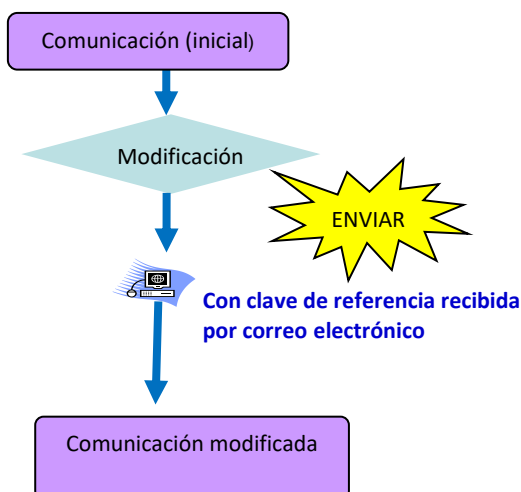 Comunicación (inicial)
Modificación
ENVIAR
Con clave de referencia recibida
por correo electrónico
Comunicación modificada